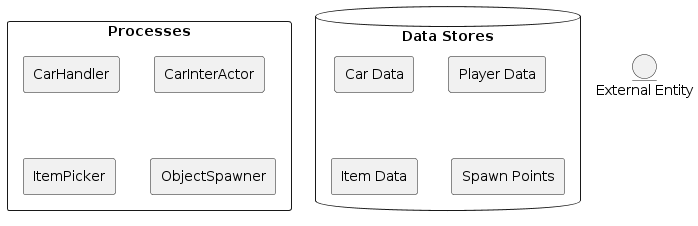 Processes
CarHandler
CarInterActor
ItemPicker
ObjectSpawner
Data Stores
Car Data
Player Data
Item Data
Spawn Points
External Entity